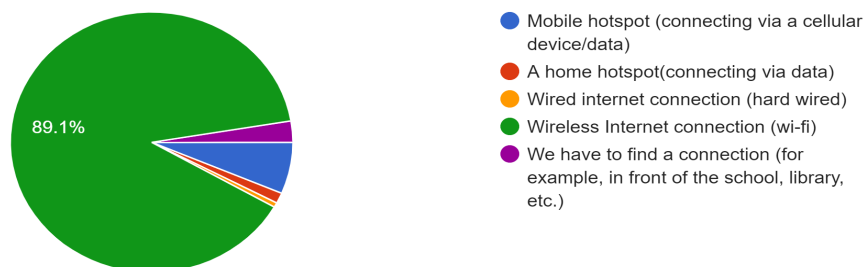 89.1%
Mobile hotspot (connecting via a cellular
device/data)
A home hotspot(connecting via data)
Wired internet connection (hard wired)
Wireless Internet connection (wi-fi)
We have to find a connection (for
example, in front of the school, library,
etc.)